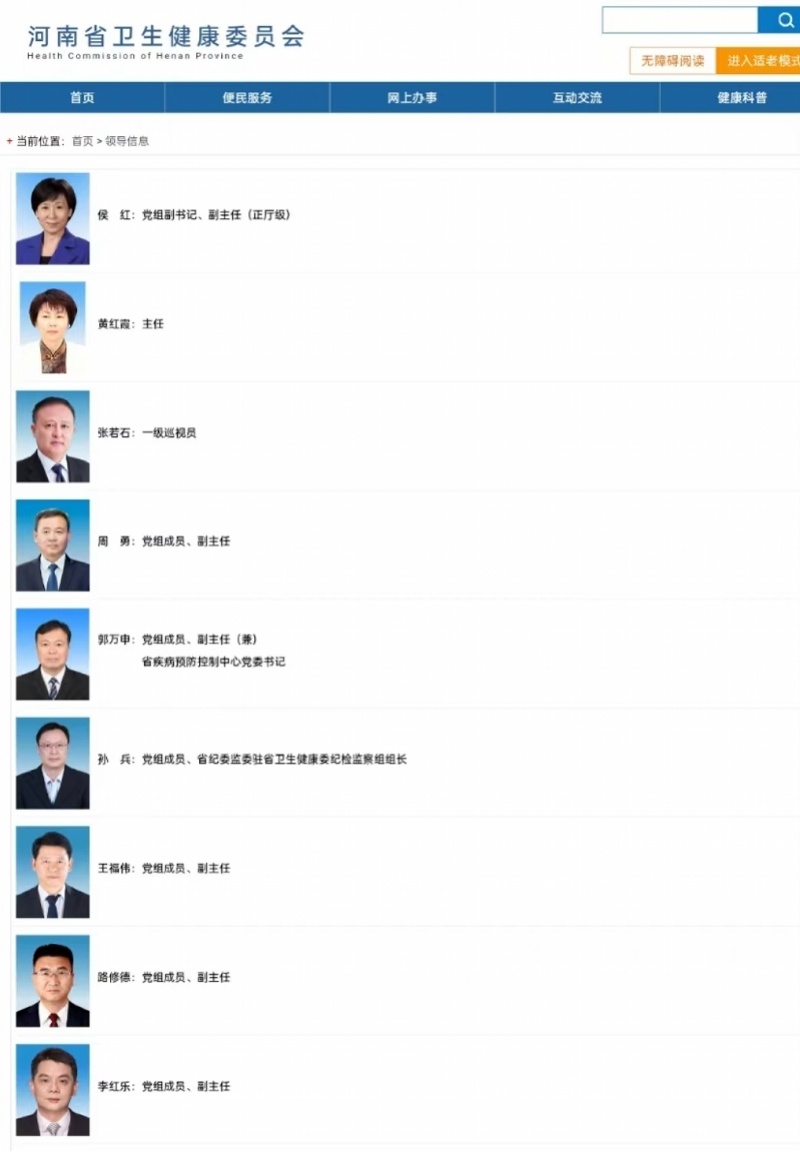 河南省卫生健康委员会
Health Commission of Henan Province
无障碍阅读 进入适老模式
首页 便民服务 网上办事 互动交流 健康科普
+ 当前位置：首页 > 领导信息
侯 红：党组副书记、副主任（正厅级）
黄红霞：主任
张若石：一级巡视员
周 勇：党组成员、副主任
郭万申：党组成员、副主任（兼）
省疾病预防控制中心党委书记
孙 兵：党组成员、省纪委监委驻省卫生健康委纪检监察组组长
王福伟：党组成员、副主任
路修德：党组成员、副主任
李红乐：党组成员、副主任